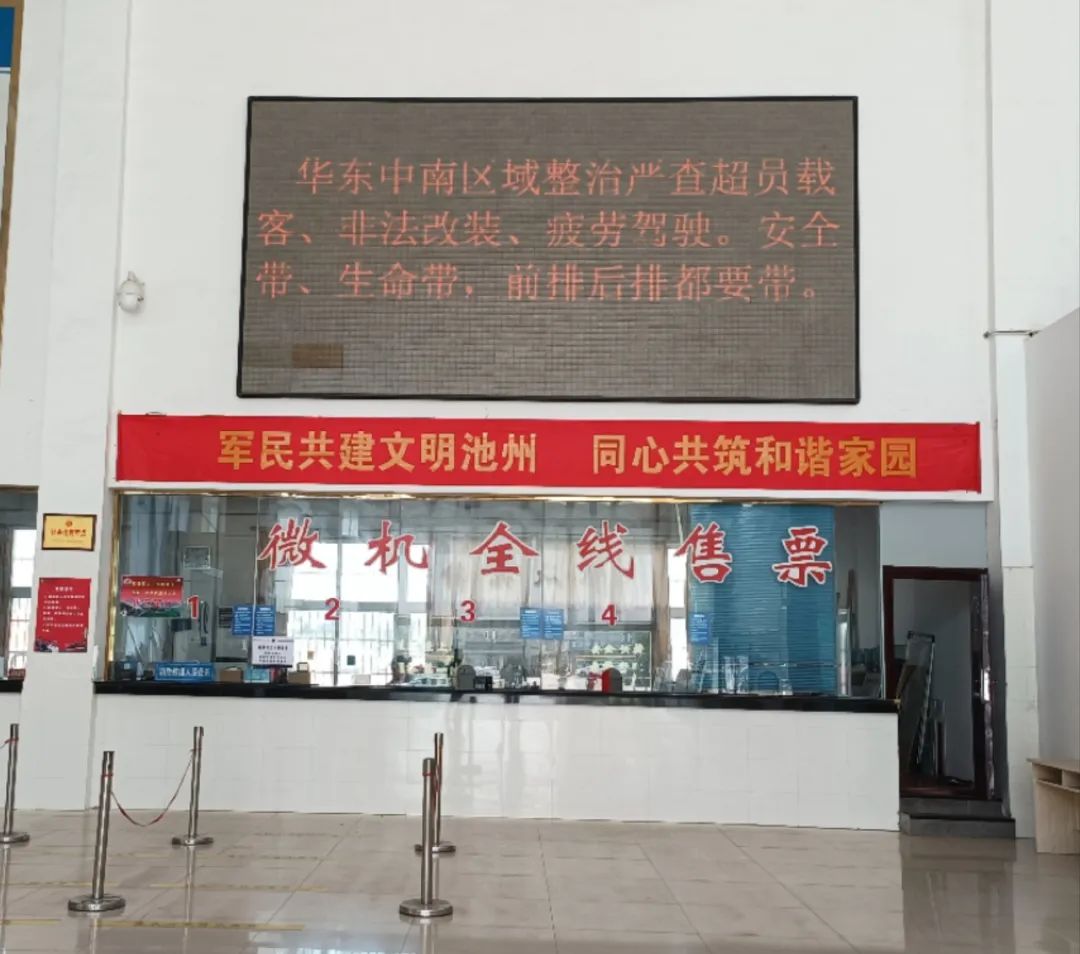 华东中南区域整治严查超员载
客、非法改装、疲劳驾驶。安全
带、生命带，前排后排都要带。
军民共建文明池州 同心共筑和谐家园
微机全线售票
1 2 3 4